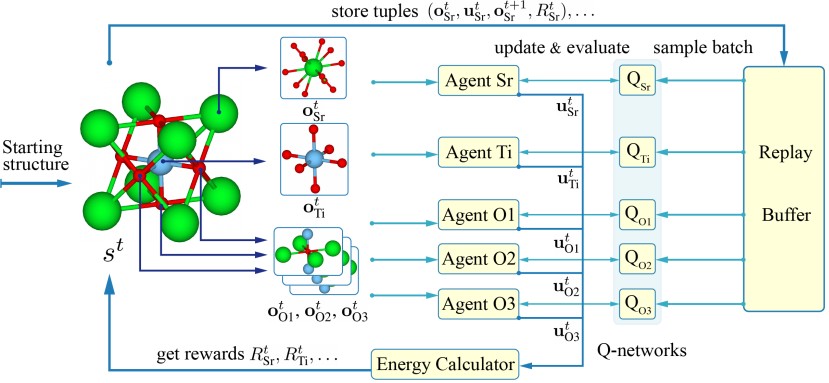 store tuples (o^t_Sr, u^t_Sr, o^{t+1}_Sr, R^t_Sr), ...
update & evaluate
sample batch
Starting
structure
s^t
o^t_Sr
Agent Sr
u^t_Sr
Q_Sr
o^t_Ti
Agent Ti
u^t_Ti
Q_Ti
Replay
Buffer
o^t_O1, o^t_O2, o^t_O3
Agent O1
u^t_O1
Q_O1
Agent O2
u^t_O2
Q_O2
Agent O3
u^t_O3
Q_O3
Q-networks
get rewards R^t_Sr, R^t_Ti, ...
Energy Calculator